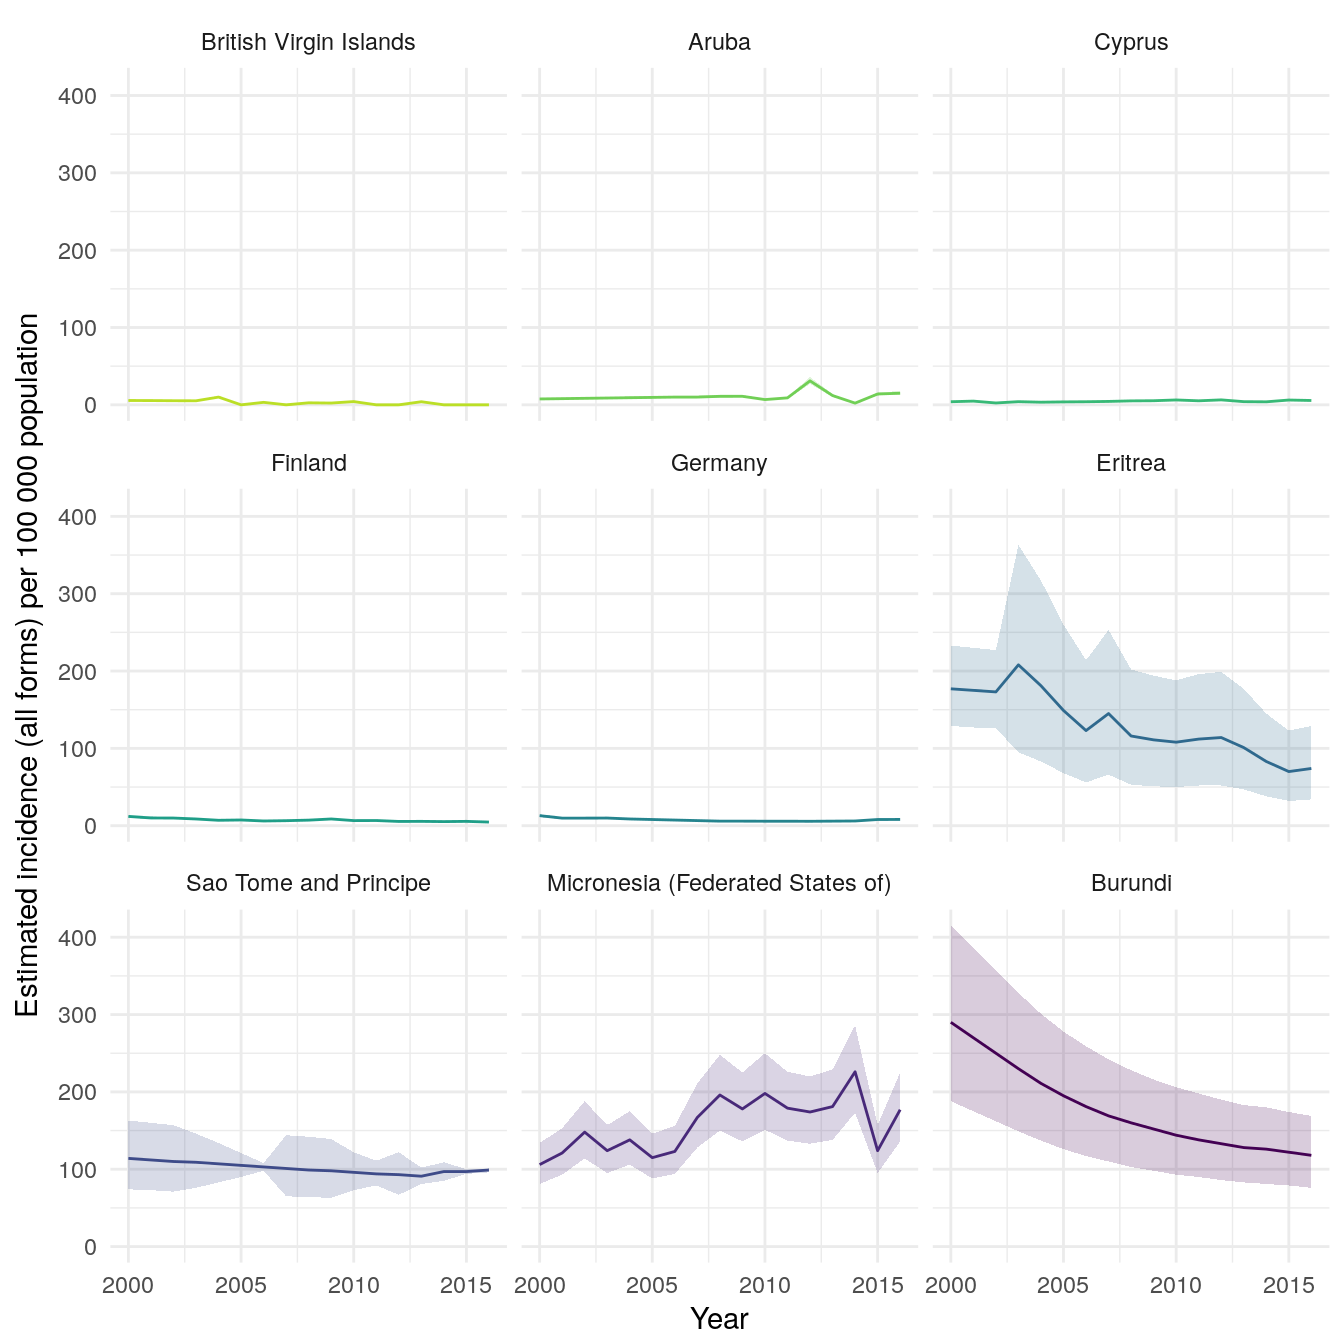 British Virgin Islands
Aruba
Cyprus
400
300
200
100
0
Finland
Germany
Eritrea
400
300
200
100
0
Sao Tome and Principe
Micronesia (Federated States of)
Burundi
400
300
200
100
0
2000 2005 2010 2015
2000 2005 2010 2015
2000 2005 2010 2015
Year
Estimated incidence (all forms) per 100 000 population